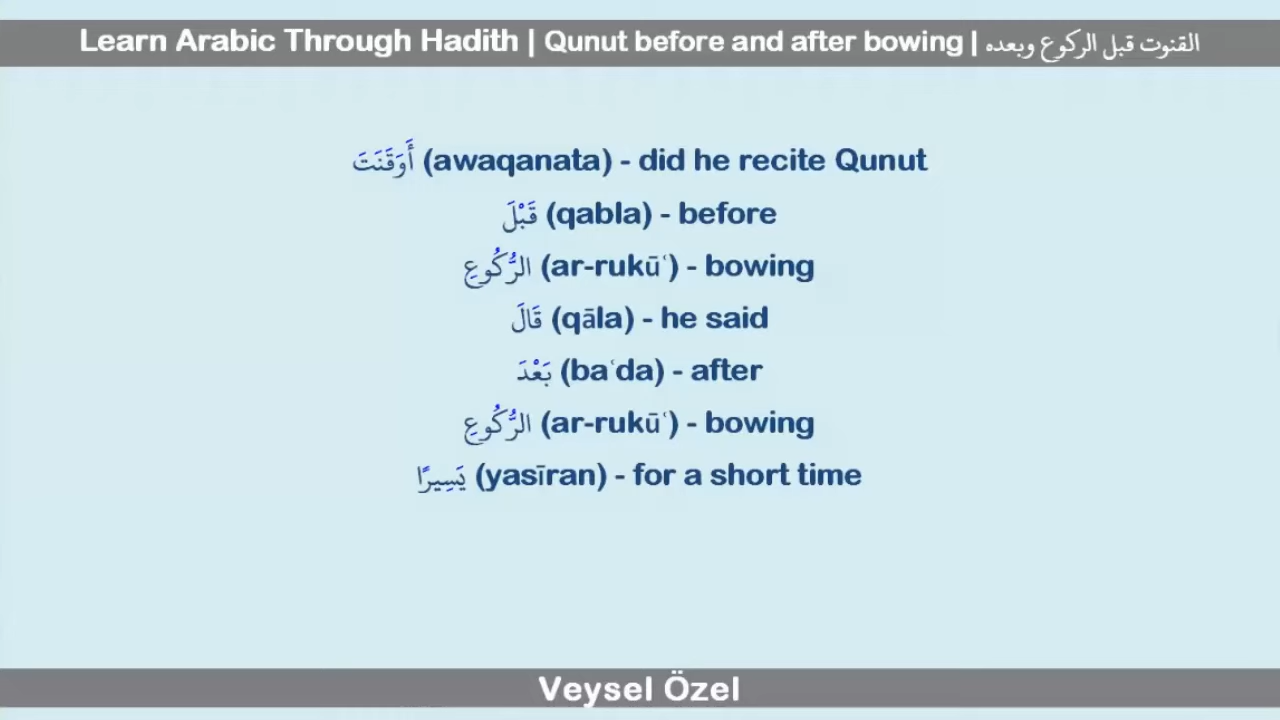 Learn Arabic Through Hadith | Qunut before and after bowing | القنوت قبل الركوع وبعده
أَوَقَنَتَ (awaqanata) - did he recite Qunut
قَبْلَ (qabla) - before
الرُّكُوعِ (ar-rukūʿ) - bowing
قَالَ (qāla) - he said
بَعْدَ (baʿda) - after
الرُّكُوعِ (ar-rukūʿ) - bowing
يَسِيرًا (yasīran) - for a short time
Veysel Özel